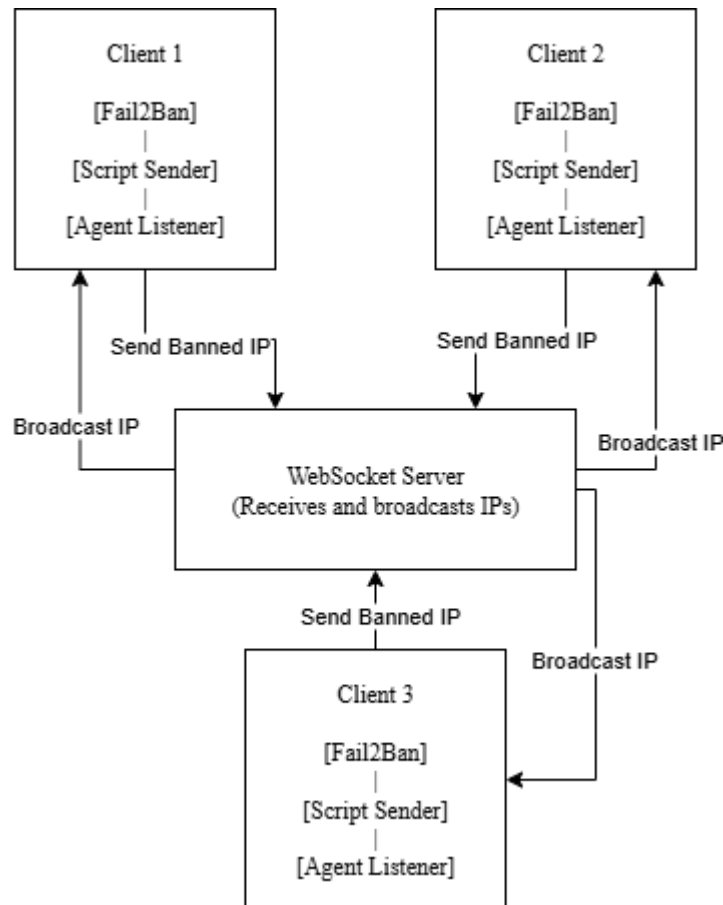 Client 1
[Fail2Ban]
|
[Script Sender]
|
[Agent Listener]
Client 2
[Fail2Ban]
|
[Script Sender]
|
[Agent Listener]
Send Banned IP
Send Banned IP
Broadcast IP
Broadcast IP
WebSocket Server
(Receives and broadcasts IPs)
Send Banned IP
Broadcast IP
Client 3
[Fail2Ban]
|
[Script Sender]
|
[Agent Listener]